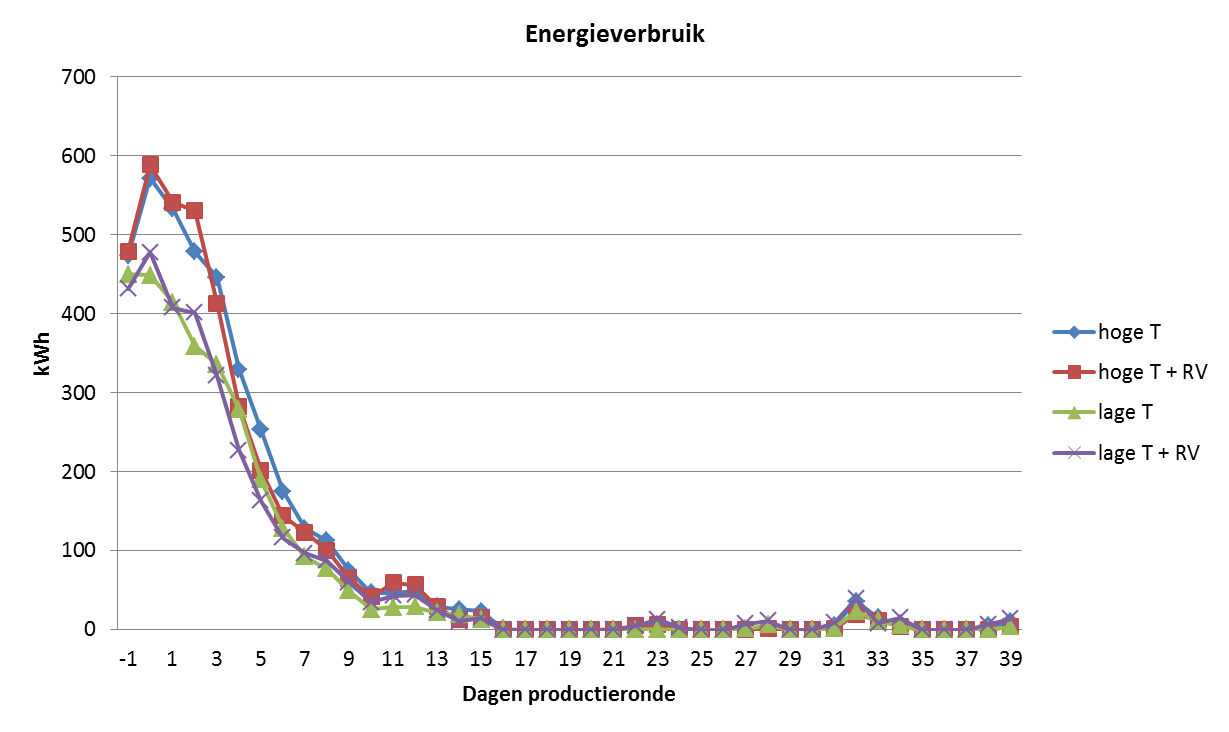 Energieverbruik
700
600
500
400
300
200
100
0
kWh
-1 1 3 5 7 9 11 13 15 17 19 21 23 25 27 29 31 33 35 37 39
Dagen productieronde
hoge T
hoge T + RV
lage T
lage T + RV